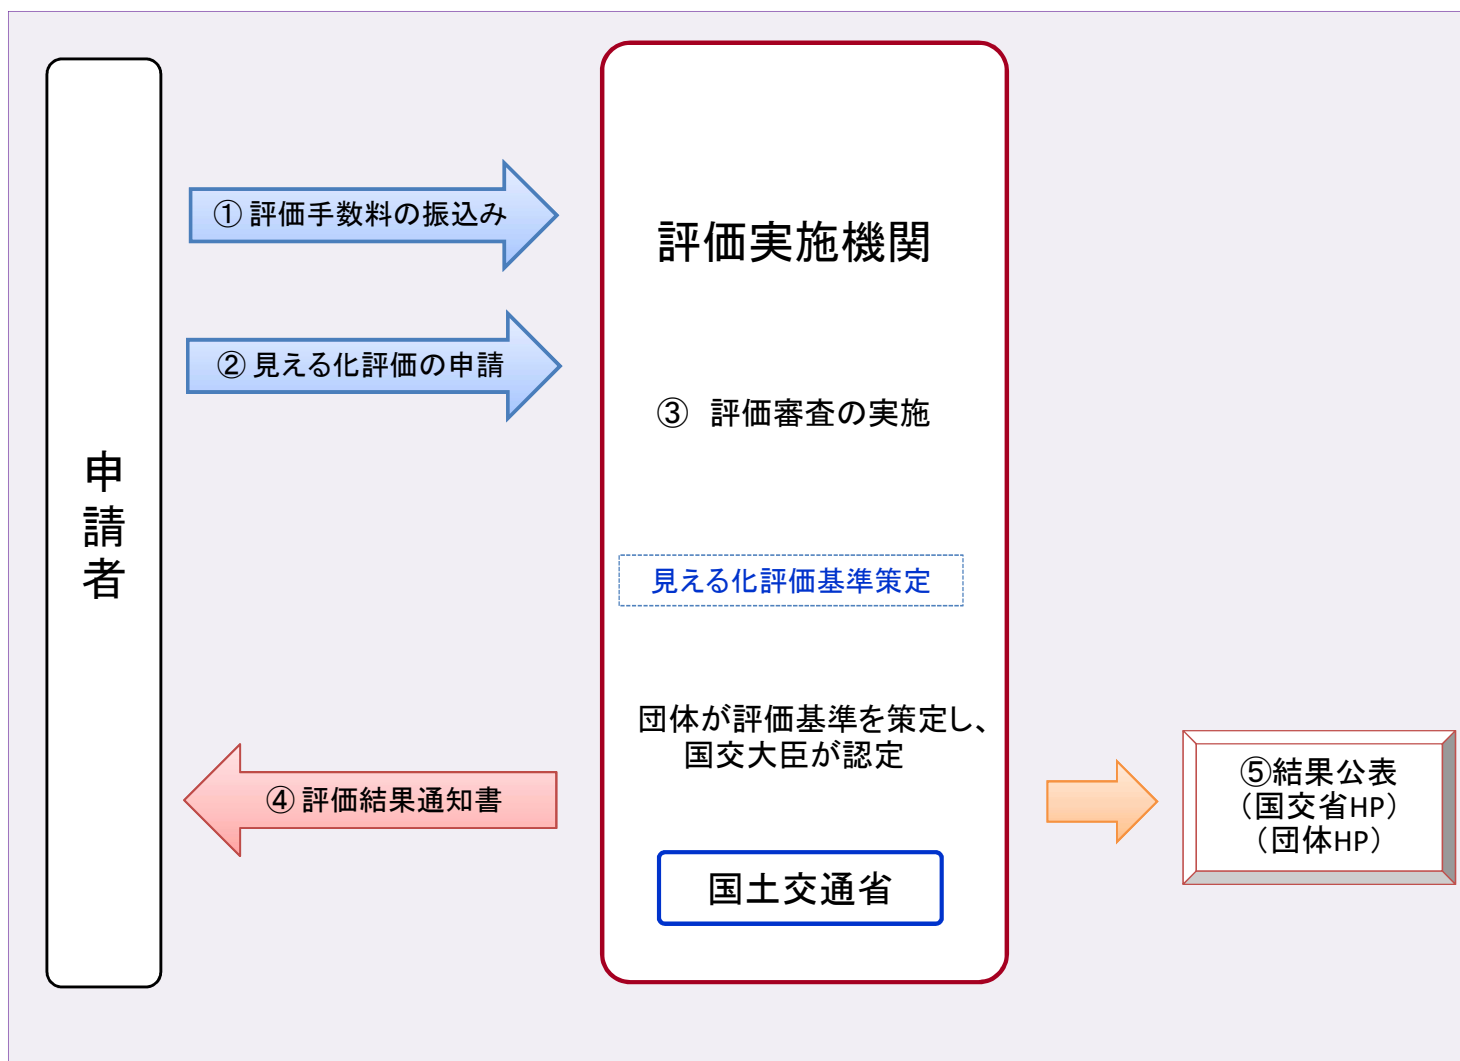 申請者
① 評価手数料の振込み
② 見える化評価の申請
評価実施機関
③　評価審査の実施
見える化評価基準策定
団体が評価基準を策定し、
国交大臣が認定
④ 評価結果通知書
国土交通省
⑤結果公表
（国交省HP）
（団体HP）